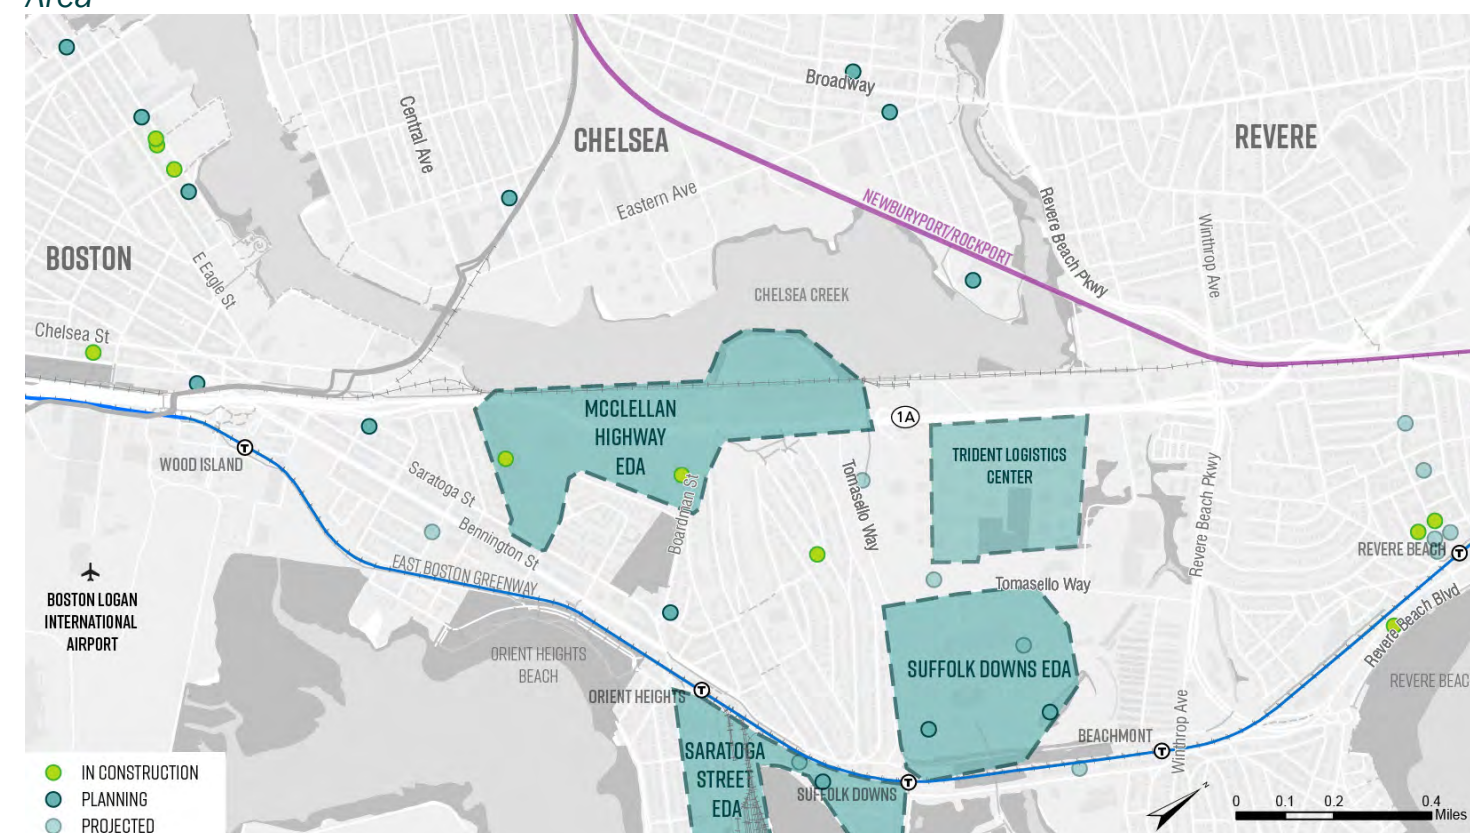 Area
Broadway
Central Ave
CHELSEA
REVERE
Eastern Ave
NEWBURYPORT/ROCKPORT
Revere Beach Pkwy
Winthrop Ave
BOSTON
E Eagle St
CHELSEA CREEK
Chelsea St
MCCLELLAN
HIGHWAY
EDA
1A
TRIDENT LOGISTICS
CENTER
T
WOOD ISLAND
Saratoga St
Boardman St
Tomasello Way
Revere Beach Pkwy
Bennington St
EAST BOSTON GREENWAY
REVERE BEACH
T
Tomasello Way
BOSTON LOGAN
INTERNATIONAL
AIRPORT
Revere Beach Blvd
ORIENT HEIGHTS
BEACH
SUFFOLK DOWNS EDA
REVERE BEAC
ORIENT HEIGHTS
T
Winthrop Ave
BEACHMONT
T
SARATOGA
STREET
EDA
SUFFOLK DOWNS
T
IN CONSTRUCTION
PLANNING
PROJECTED
N
0 0.1 0.2 0.4
Miles